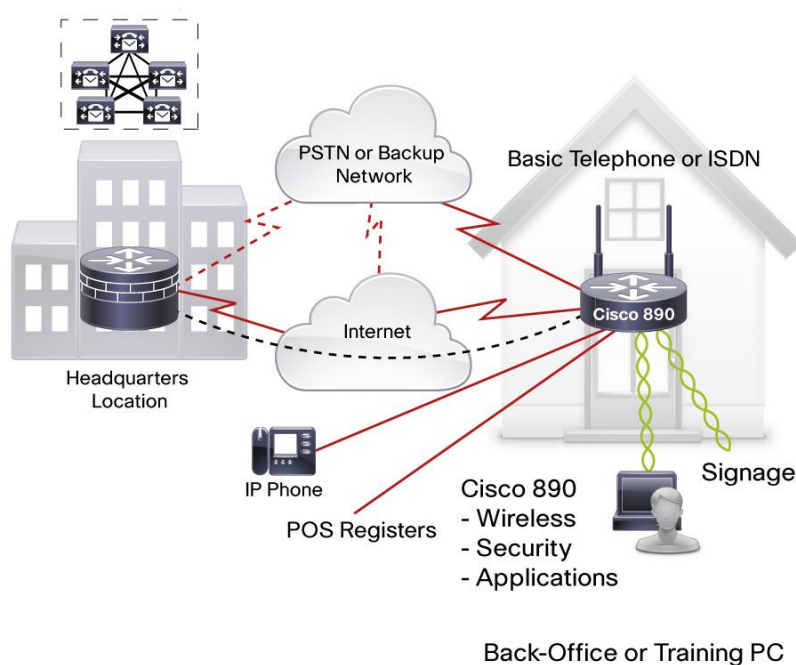 PSTN or Backup
Network
Basic Telephone or ISDN
Cisco 890
Internet
Headquarters
Location
IP Phone
POS Registers
Cisco 890
- Wireless
- Security
- Applications
Signage
Back-Office or Training PC